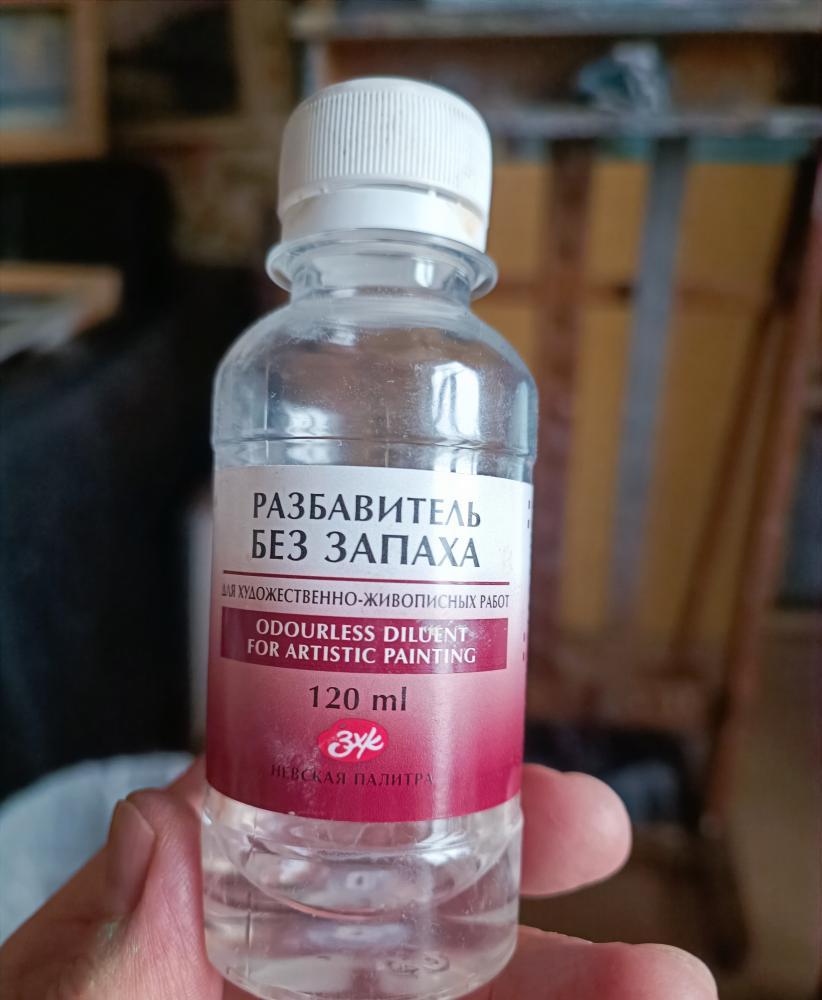 РАЗБАВИТЕЛЬ
БЕЗ ЗАПАХА
ДЛЯ ХУДОЖЕСТВЕННО-ЖИВОПИСНЫХ РАБОТ
ODOURLESS DILUENT
FOR ARTISTIC PAINTING
120 ml
ЗХК
НЕВСКАЯ ПАЛИТРА